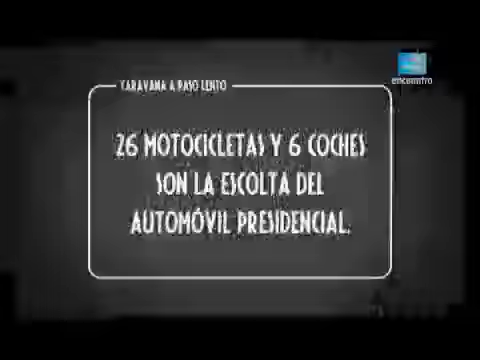 encuentro
CARAVANA A PASO LENTO
26 MOTOCICLETAS Y 6 COCHES
SON LA ESCOLTA DEL
AUTOMÓVIL PRESIDENCIAL.